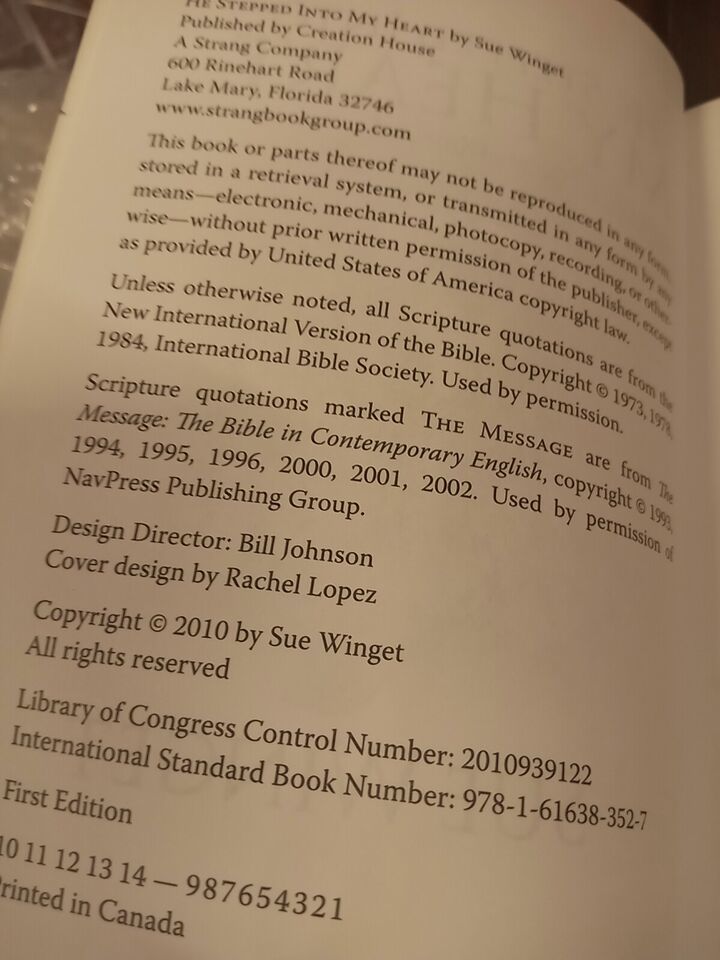 HE STEPPED INTO MY HEART by Sue Winget
Published by Creation House
A Strang Company
600 Rinehart Road
Lake Mary, Florida 32746
www.strangbookgroup.com
This book or parts thereof may not be reproduced in any form,
stored in a retrieval system, or transmitted in any form by any
means—electronic, mechanical, photocopy, recording, or other-
wise—without prior written permission of the publisher, except
as provided by United States of America copyright law.
Unless otherwise noted, all Scripture quotations are from the
New International Version of the Bible. Copyright © 1973, 1978,
1984, International Bible Society. Used by permission.
Scripture quotations marked THE MESSAGE are from The
Message: The Bible in Contemporary English, copyright © 1993,
1994, 1995, 1996, 2000, 2001, 2002. Used by permission of
NavPress Publishing Group.
Design Director: Bill Johnson
Cover design by Rachel Lopez
Copyright © 2010 by Sue Winget
All rights reserved
Library of Congress Control Number: 2010939122
International Standard Book Number: 978-1-61638-352-7
First Edition
10 11 12 13 14 — 987654321
Printed in Canada